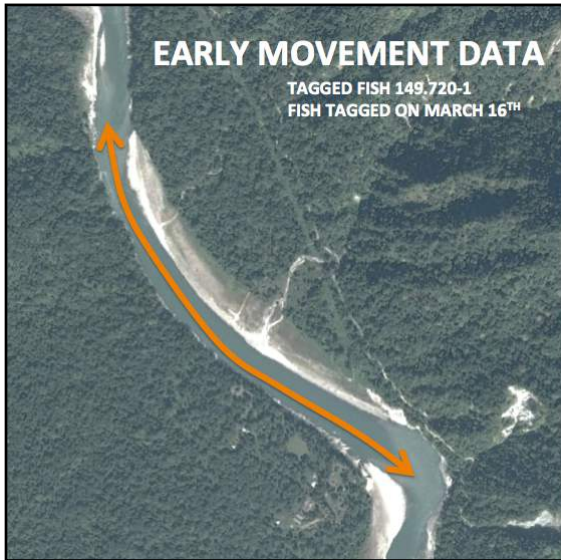 EARLY MOVEMENT DATA
TAGGED FISH 149.720-1
FISH TAGGED ON MARCH 16TH